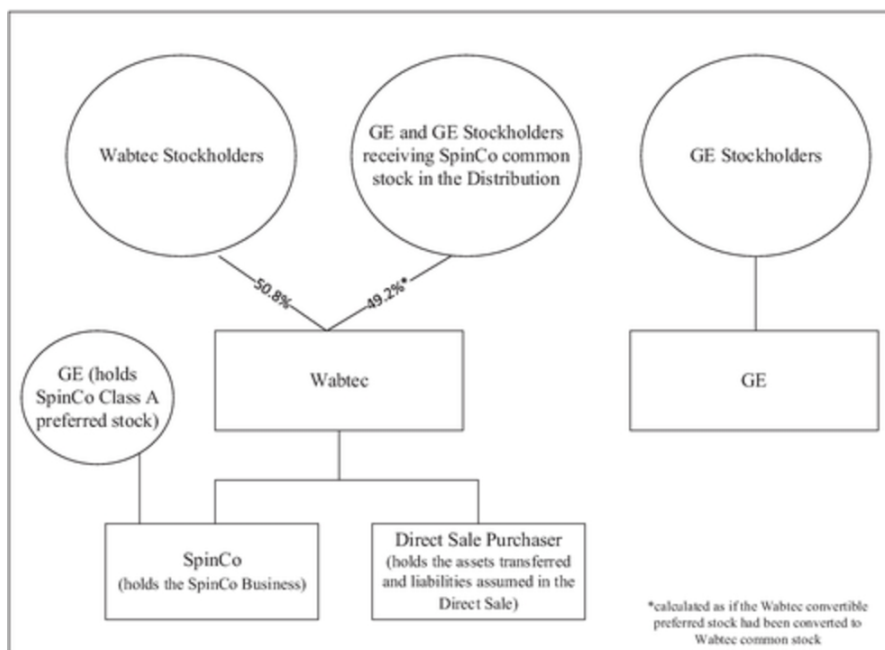 Wabtec Stockholders
GE and GE Stockholders
receiving SpinCo common
stock in the Distribution
GE Stockholders
50.8%
49.2%*
GE (holds
SpinCo Class A
preferred stock)
Wabtec
GE
SpinCo
(holds the SpinCo Business)
Direct Sale Purchaser
(holds the assets transferred
and liabilities assumed in the
Direct Sale)
*calculated as if the Wabtec convertible
preferred stock had been converted to
Wabtec common stock